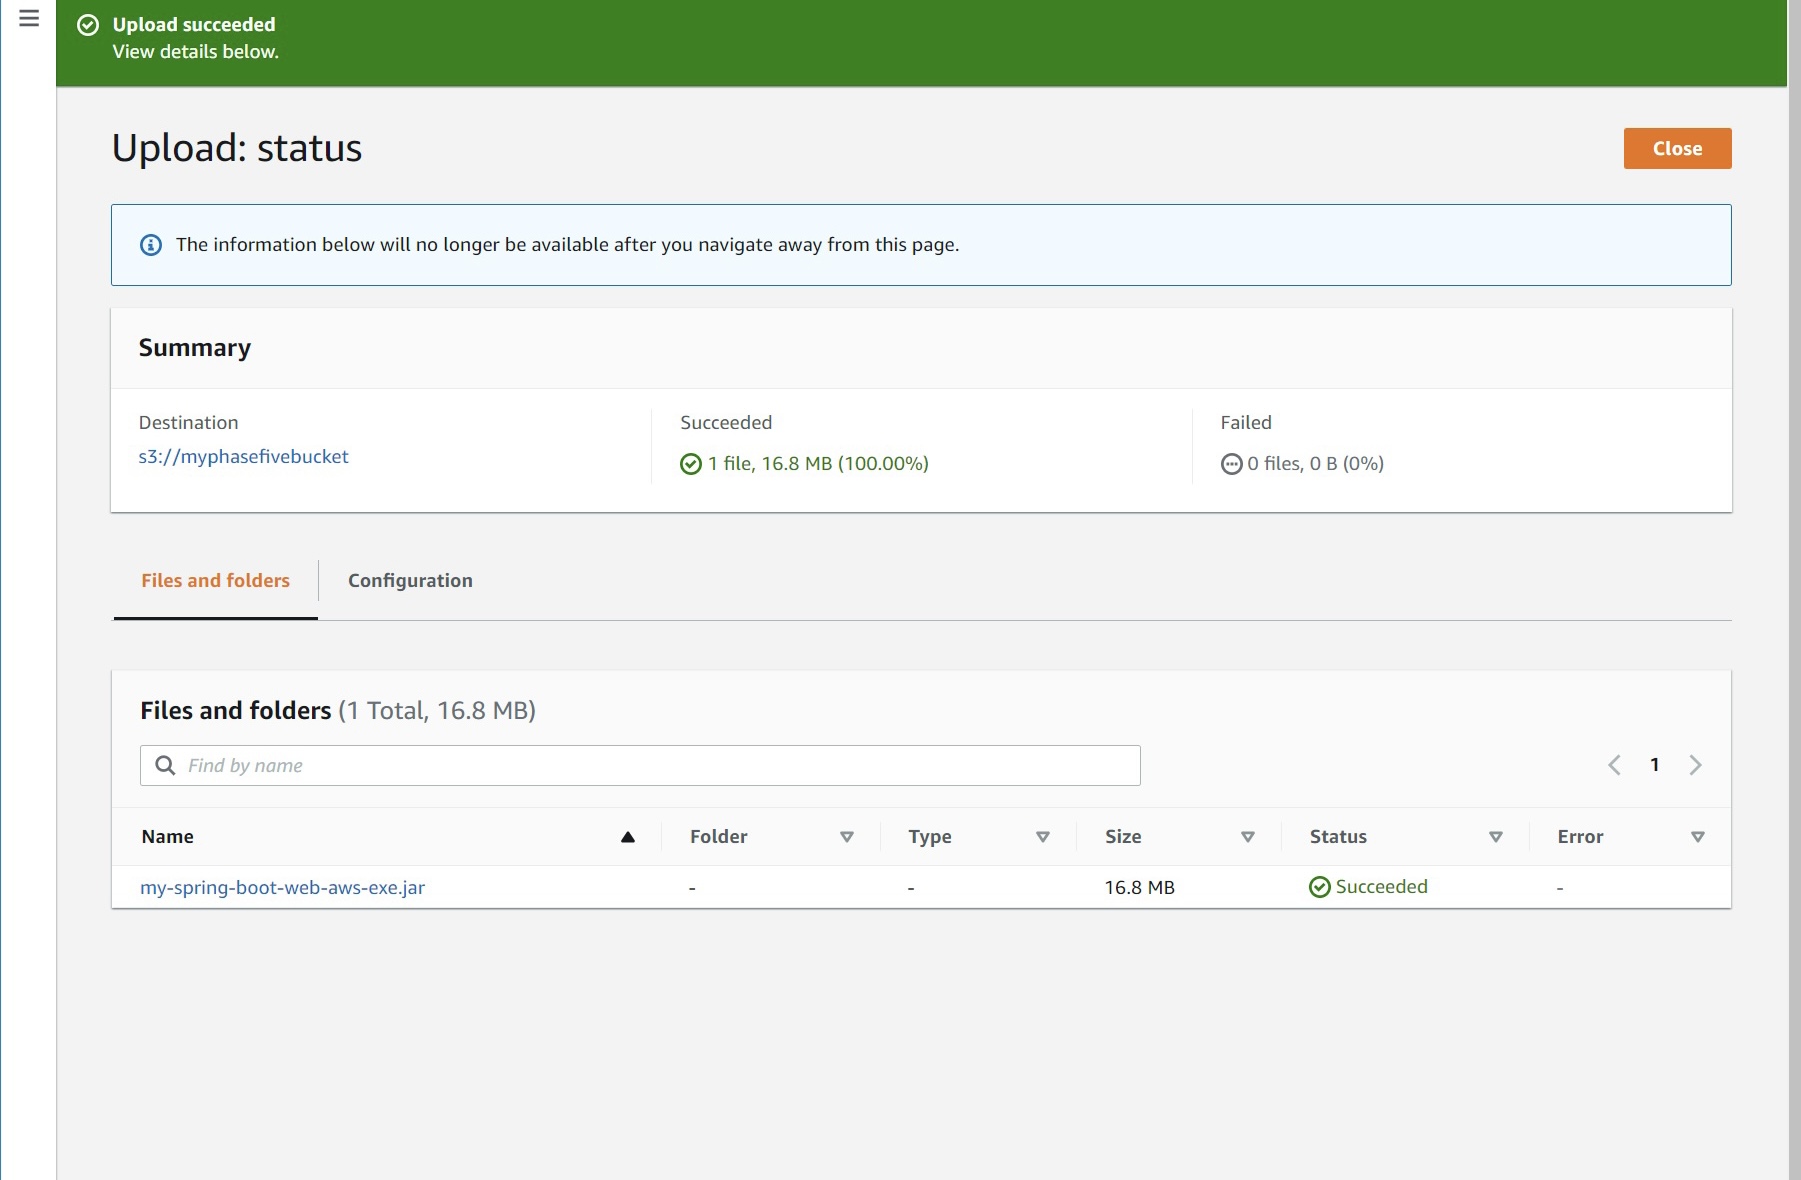 Upload succeeded
View details below.
Upload: status
Close
The information below will no longer be available after you navigate away from this page.
Summary
Destination
s3://myphasefivebucket
Succeeded
1 file, 16.8 MB (100.00%)
Failed
0 files, 0 B (0%)
Files and folders
Configuration
Files and folders (1 Total, 16.8 MB)
Find by name
1
Name Folder Type Size Status Error
my-spring-boot-web-aws-exe.jar - - 16.8 MB Succeeded -